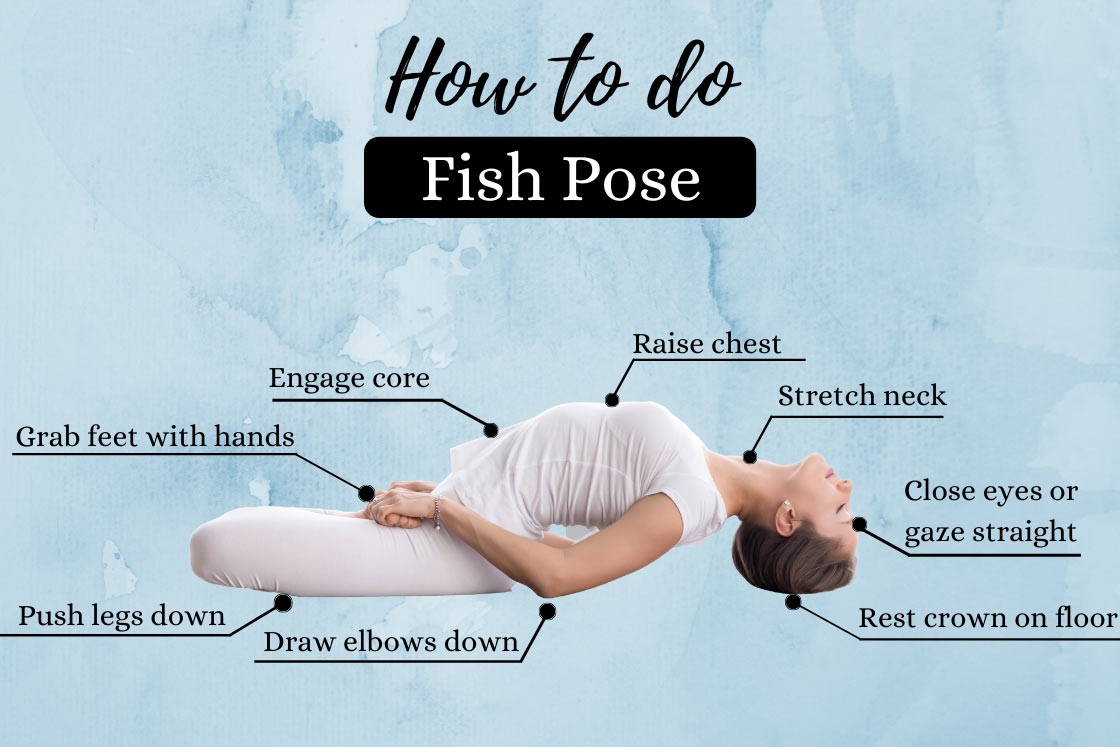 How to do
Fish Pose
Raise chest
Engage core
Stretch neck
Grab feet with hands
Close eyes or
gaze straight
Push legs down
Draw elbows down
Rest crown on floor